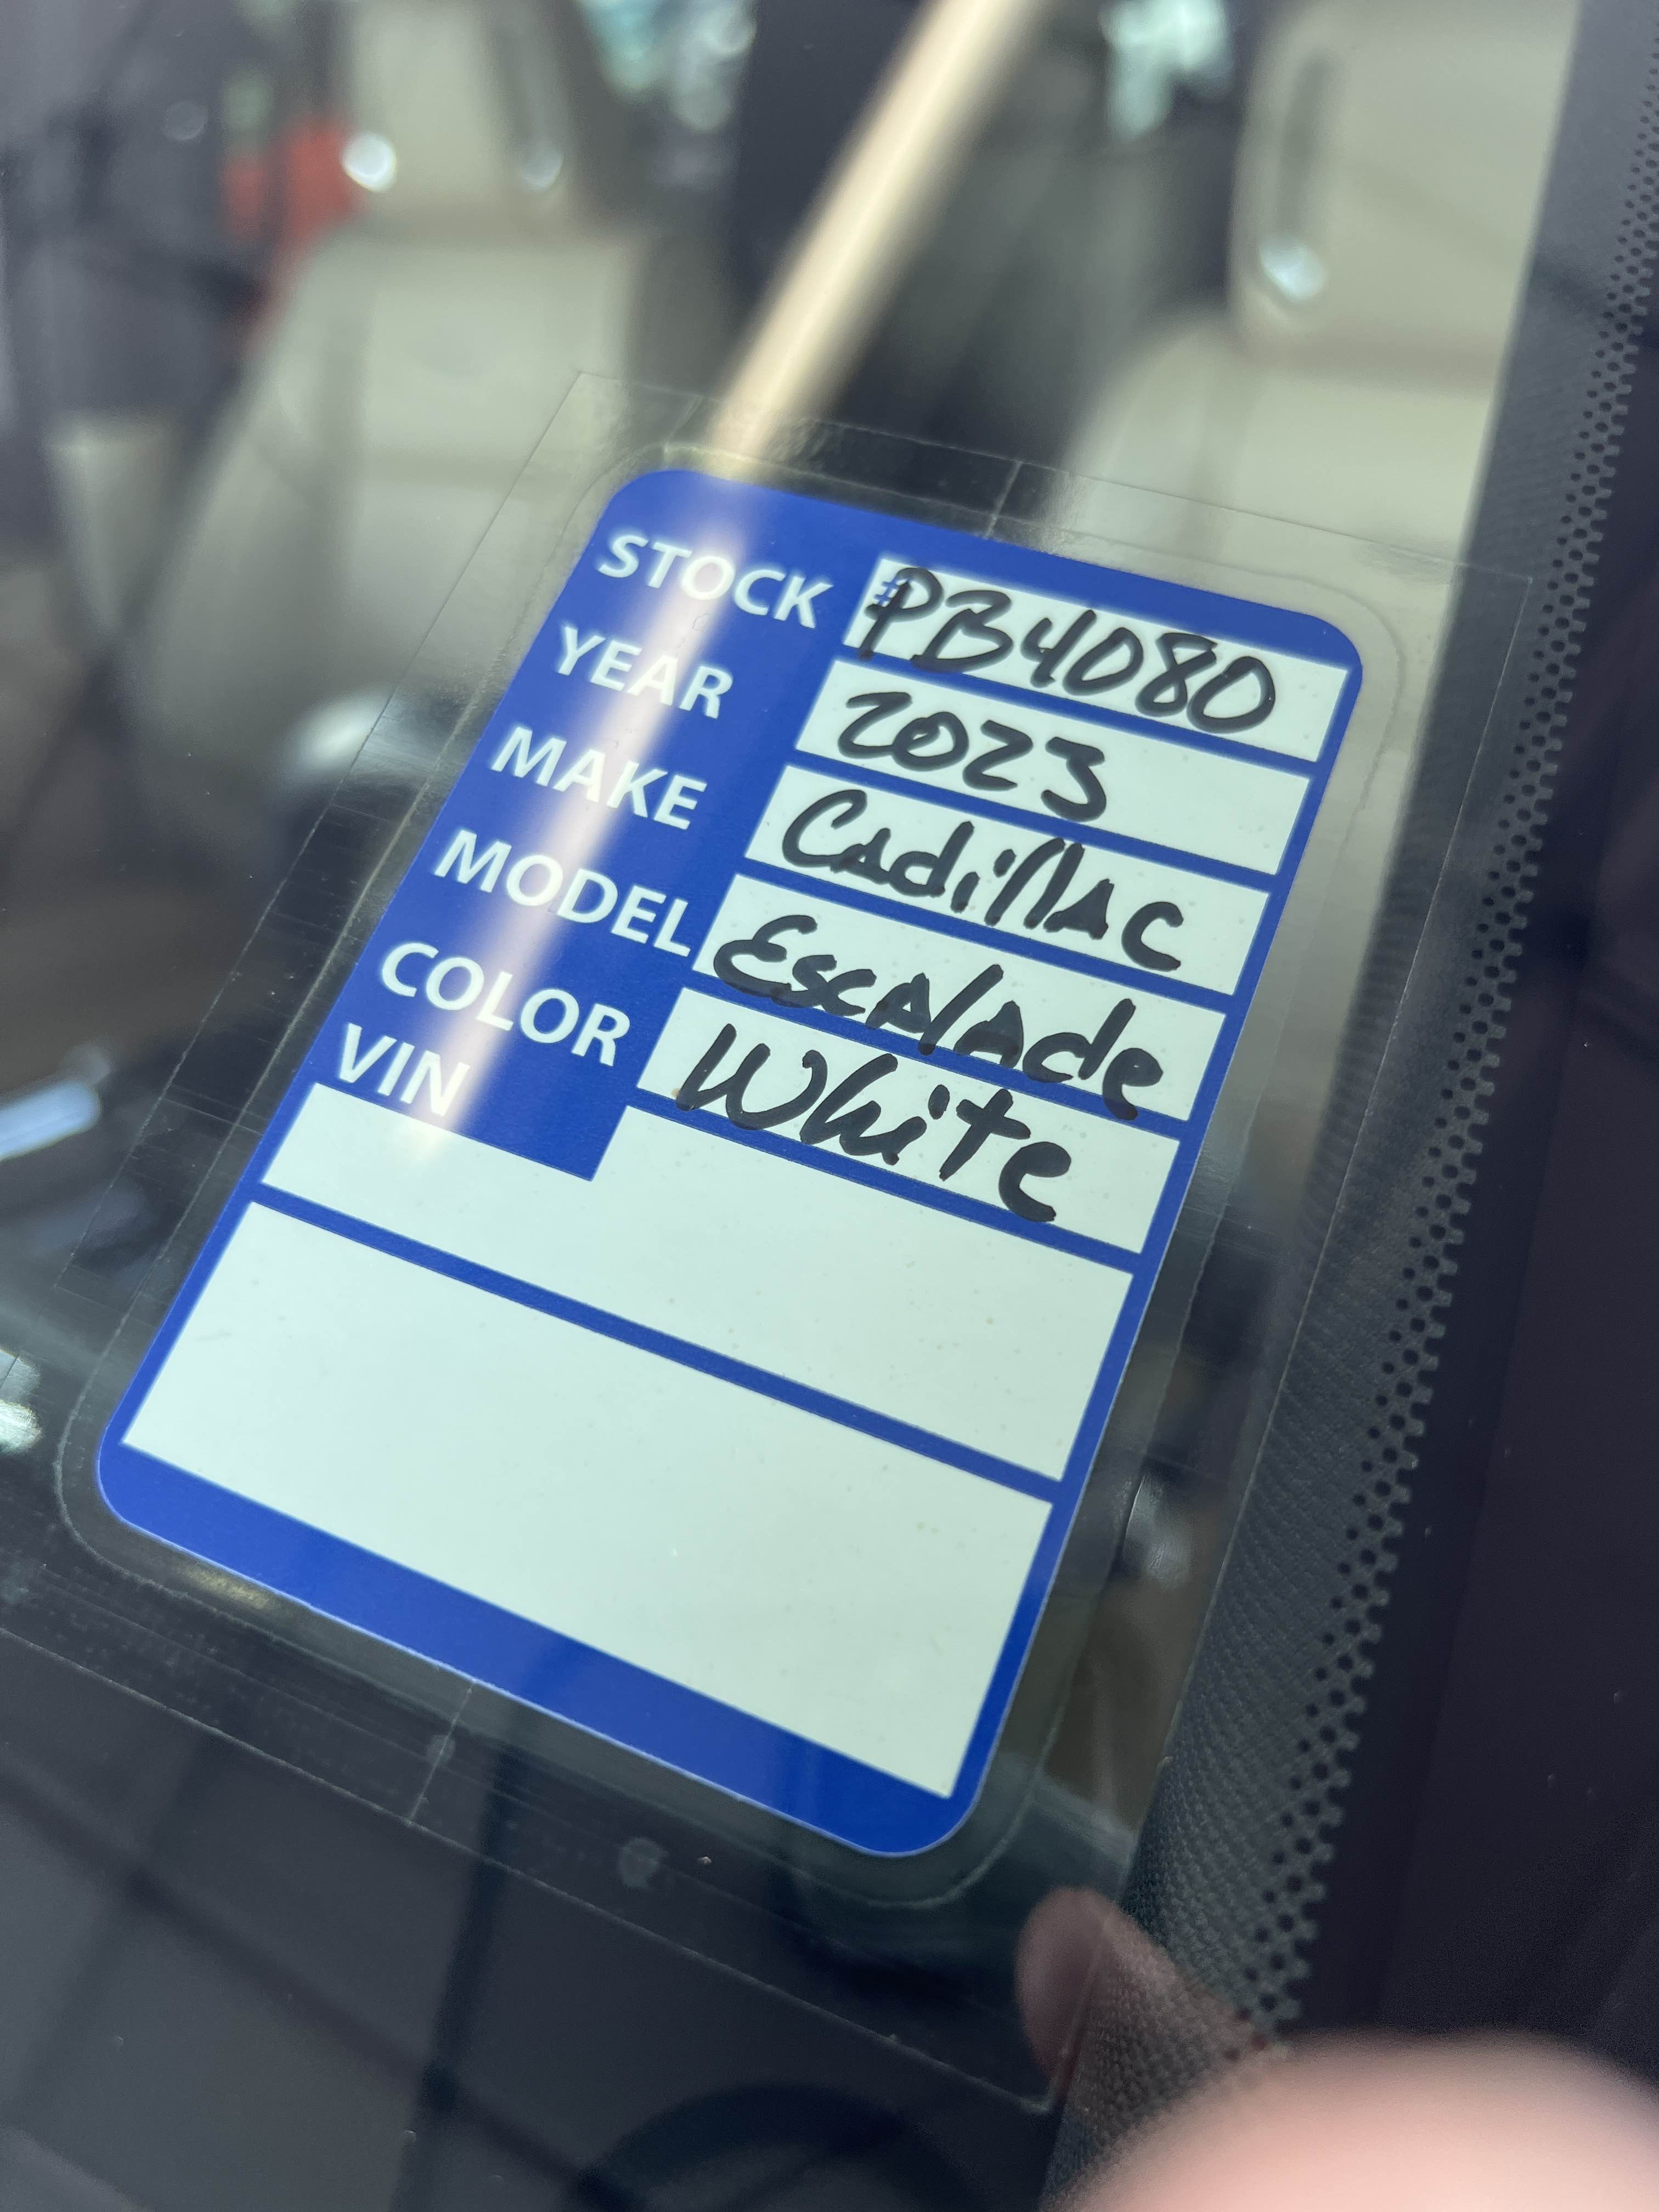 STOCK # PB4080
YEAR 2023
MAKE Cadillac
MODEL Escalade
COLOR White
VIN